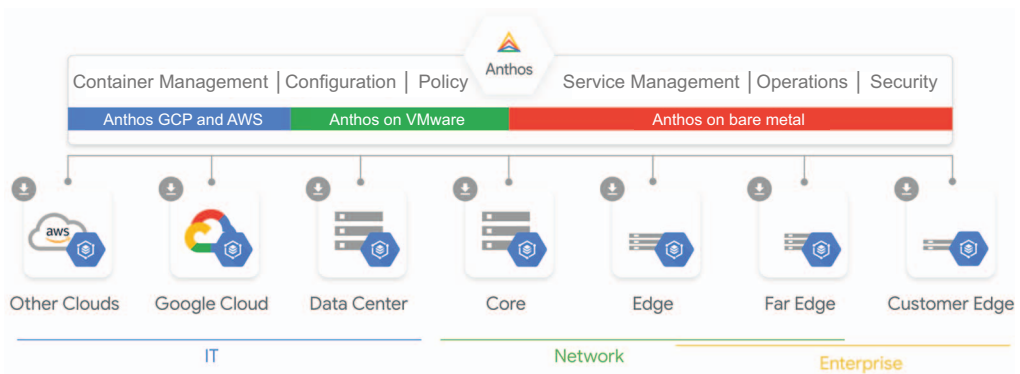 Anthos
Container Management | Configuration | Policy
Service Management | Operations | Security
Anthos GCP and AWS
Anthos on VMware
Anthos on bare metal
aws
Other Clouds
Google Cloud
Data Center
Core
Edge
Far Edge
Customer Edge
IT
Network
Enterprise